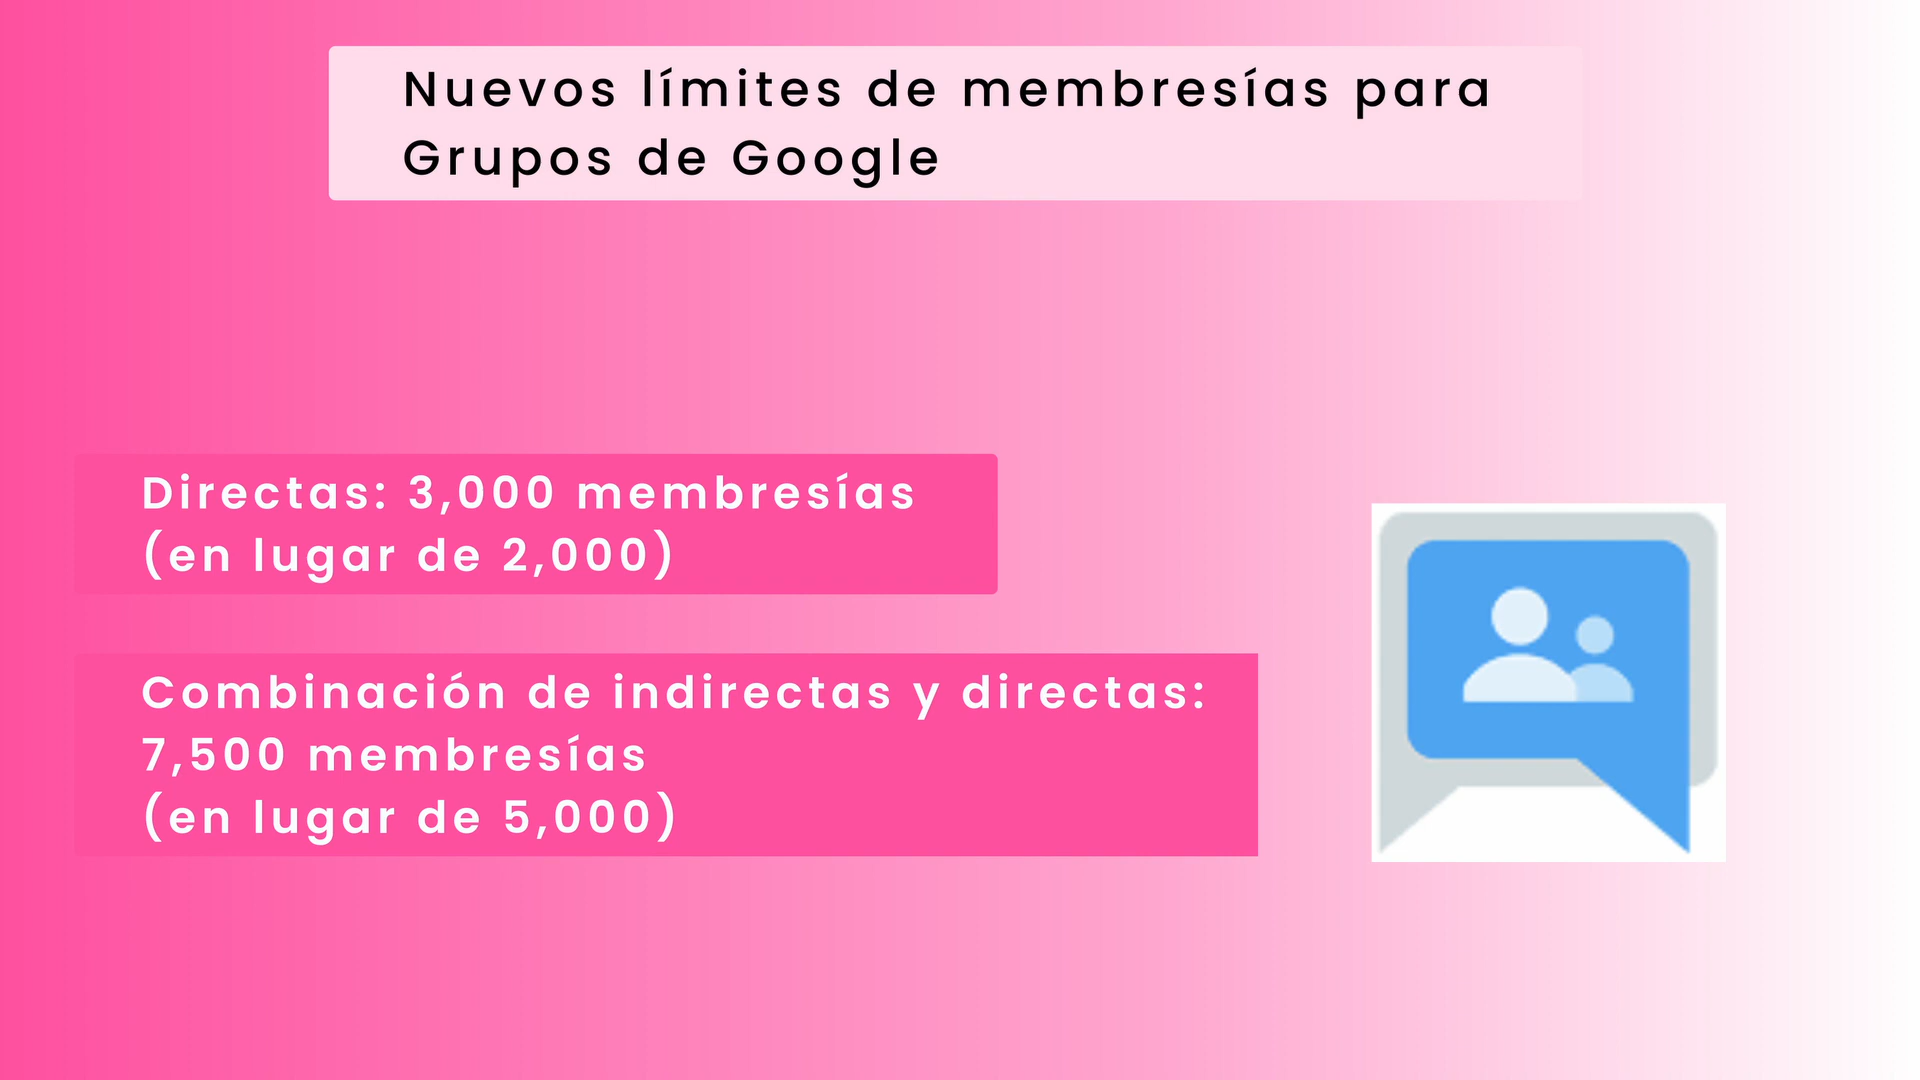 Nuevos límites de membresías para
Grupos de Google
Directas: 3,000 membresías
(en lugar de 2,000)
Combinación de indirectas y directas:
7,500 membresías
(en lugar de 5,000)